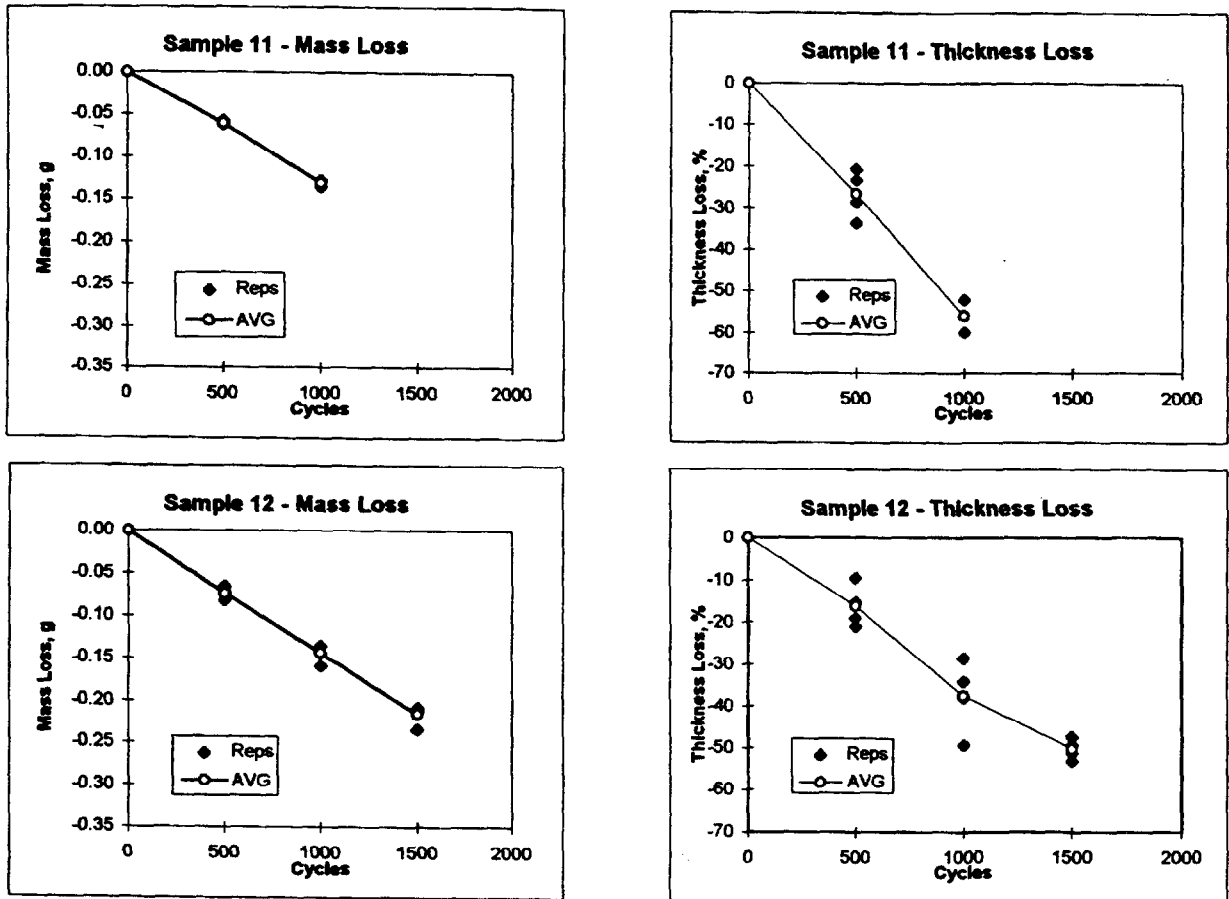 Sample 11 - Mass Loss
0.00
-0.05
-0.10
-0.15
-0.20
-0.25
-0.30
-0.35
Mass Loss, g
Reps
AVG
0 500 1000 1500 2000
Cycles
Sample 11 - Thickness Loss
0
-10
-20
-30
-40
-50
-60
-70
Thickness Loss, %
Reps
AVG
0 500 1000 1500 2000
Cycles
Sample 12 - Mass Loss
0.00
-0.05
-0.10
-0.15
-0.20
-0.25
-0.30
-0.35
Mass Loss, g
Reps
AVG
0 500 1000 1500 2000
Cycles
Sample 12 - Thickness Loss
0
-10
-20
-30
-40
-50
-60
-70
Thickness Loss, %
Reps
AVG
0 500 1000 1500 2000
Cycles